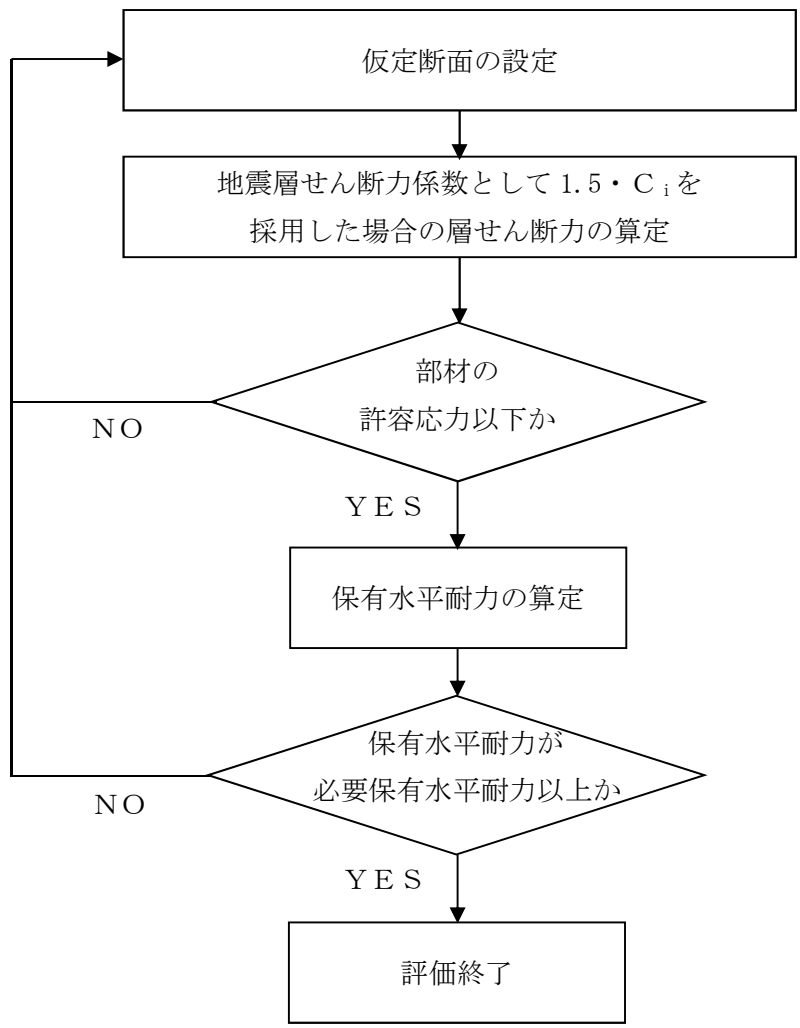 仮定断面の設定
地震層せん断力係数として1.5・Ｃiを
採用した場合の層せん断力の算定
部材の
許容応力以下か
ＮＯ
ＹＥＳ
保有水平耐力の算定
保有水平耐力が
必要保有水平耐力以上か
ＮＯ
ＹＥＳ
評価終了